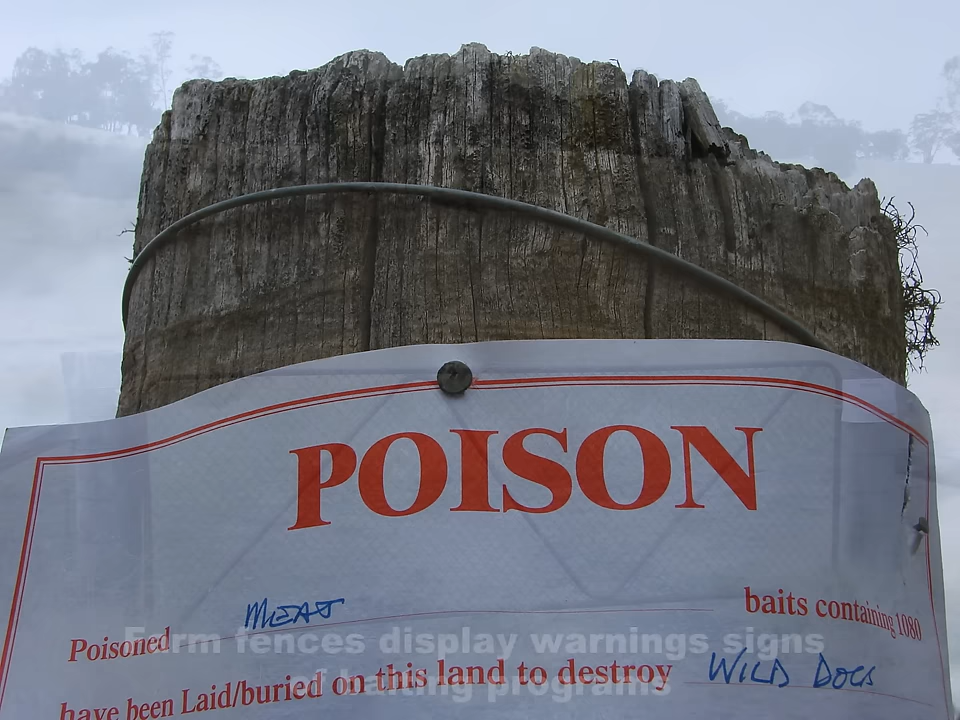 POISON
Poisoned MEAT baits containing 1080
Farm fences display warnings signs
have been Laid/buried on this land to destroy WILD DOGS
of baiting programs